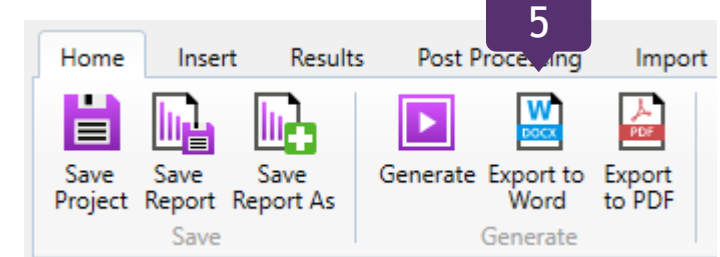 5
Home Insert Results Post Processing Import
W
DOCX
PDF
Save Project
Save Report
Save Report As
Generate
Export to Word
Export to PDF
Save
Generate